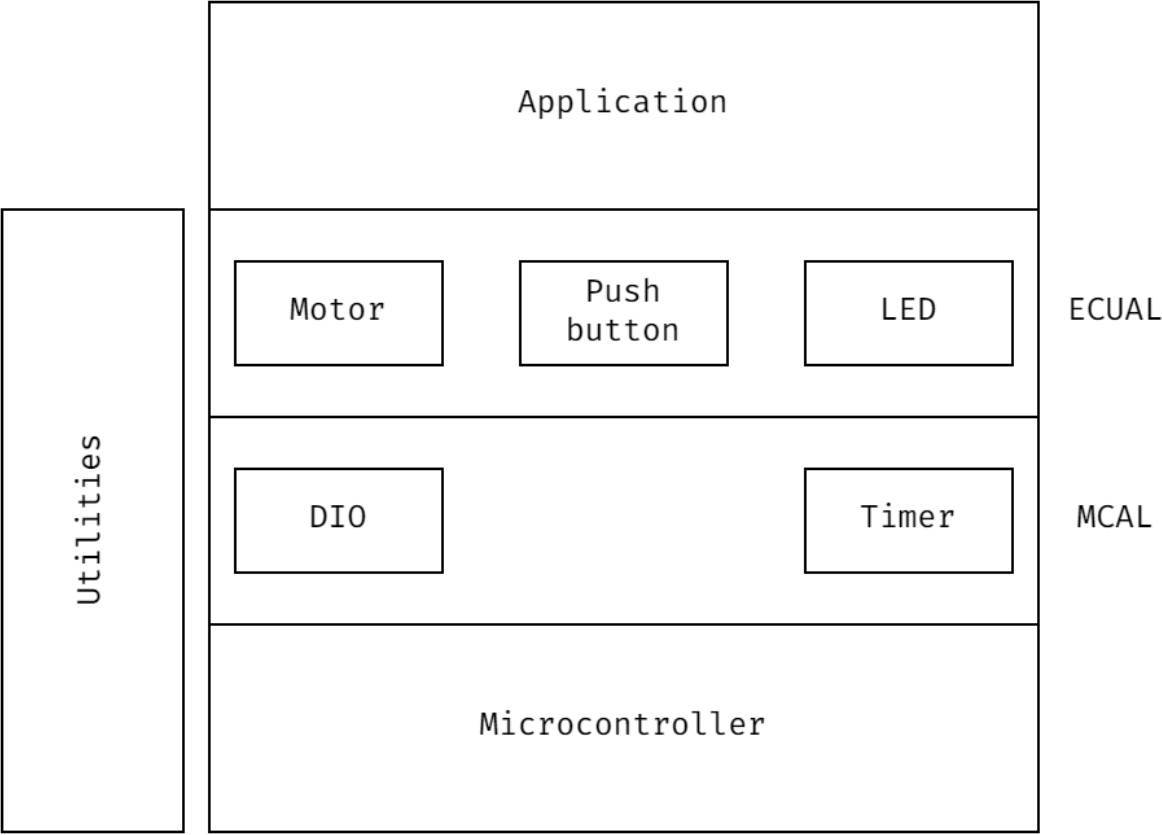 Application
Motor
Push
button
LED
ECUAL
Utilities
DIO
Timer
MCAL
Microcontroller